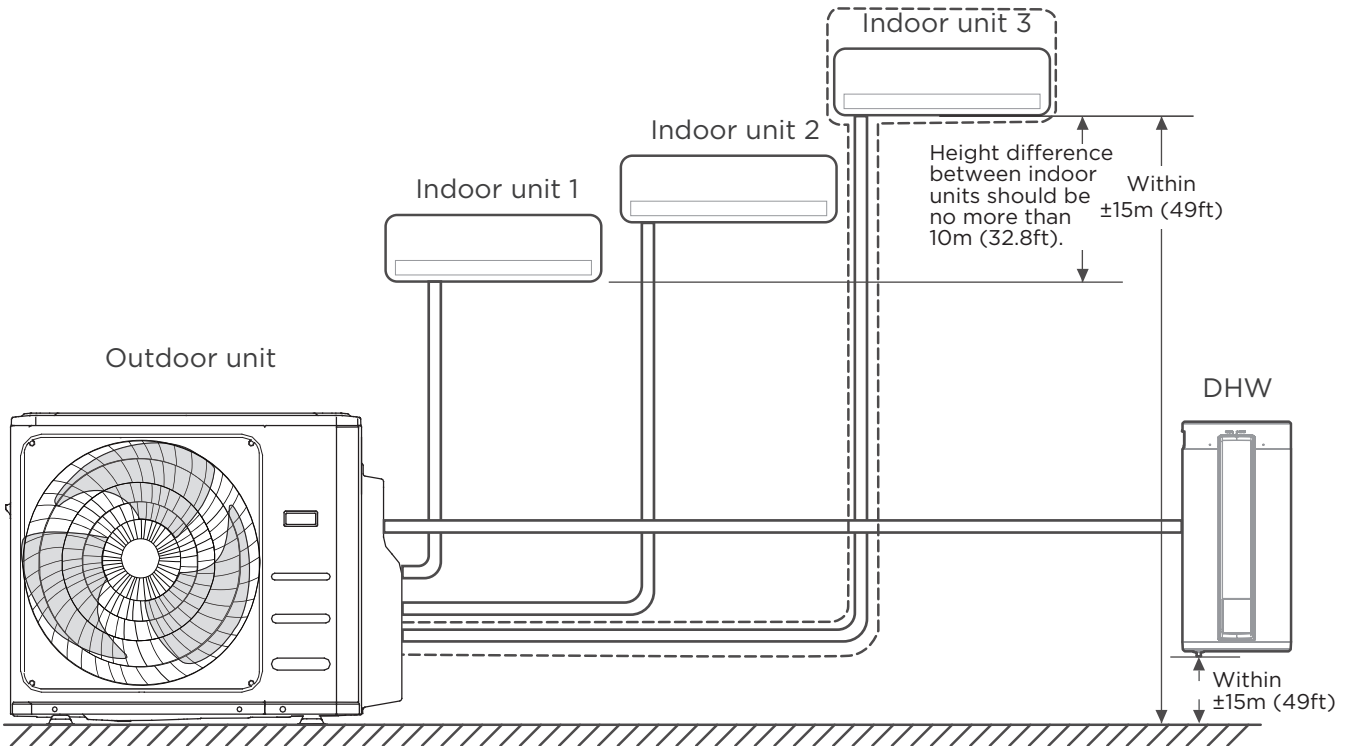 Indoor unit 3
Indoor unit 2
Indoor unit 1
Height difference
between indoor
units should be
no more than
10m (32.8ft).
Within
±15m (49ft)
Outdoor unit
DHW
Within
±15m (49ft)